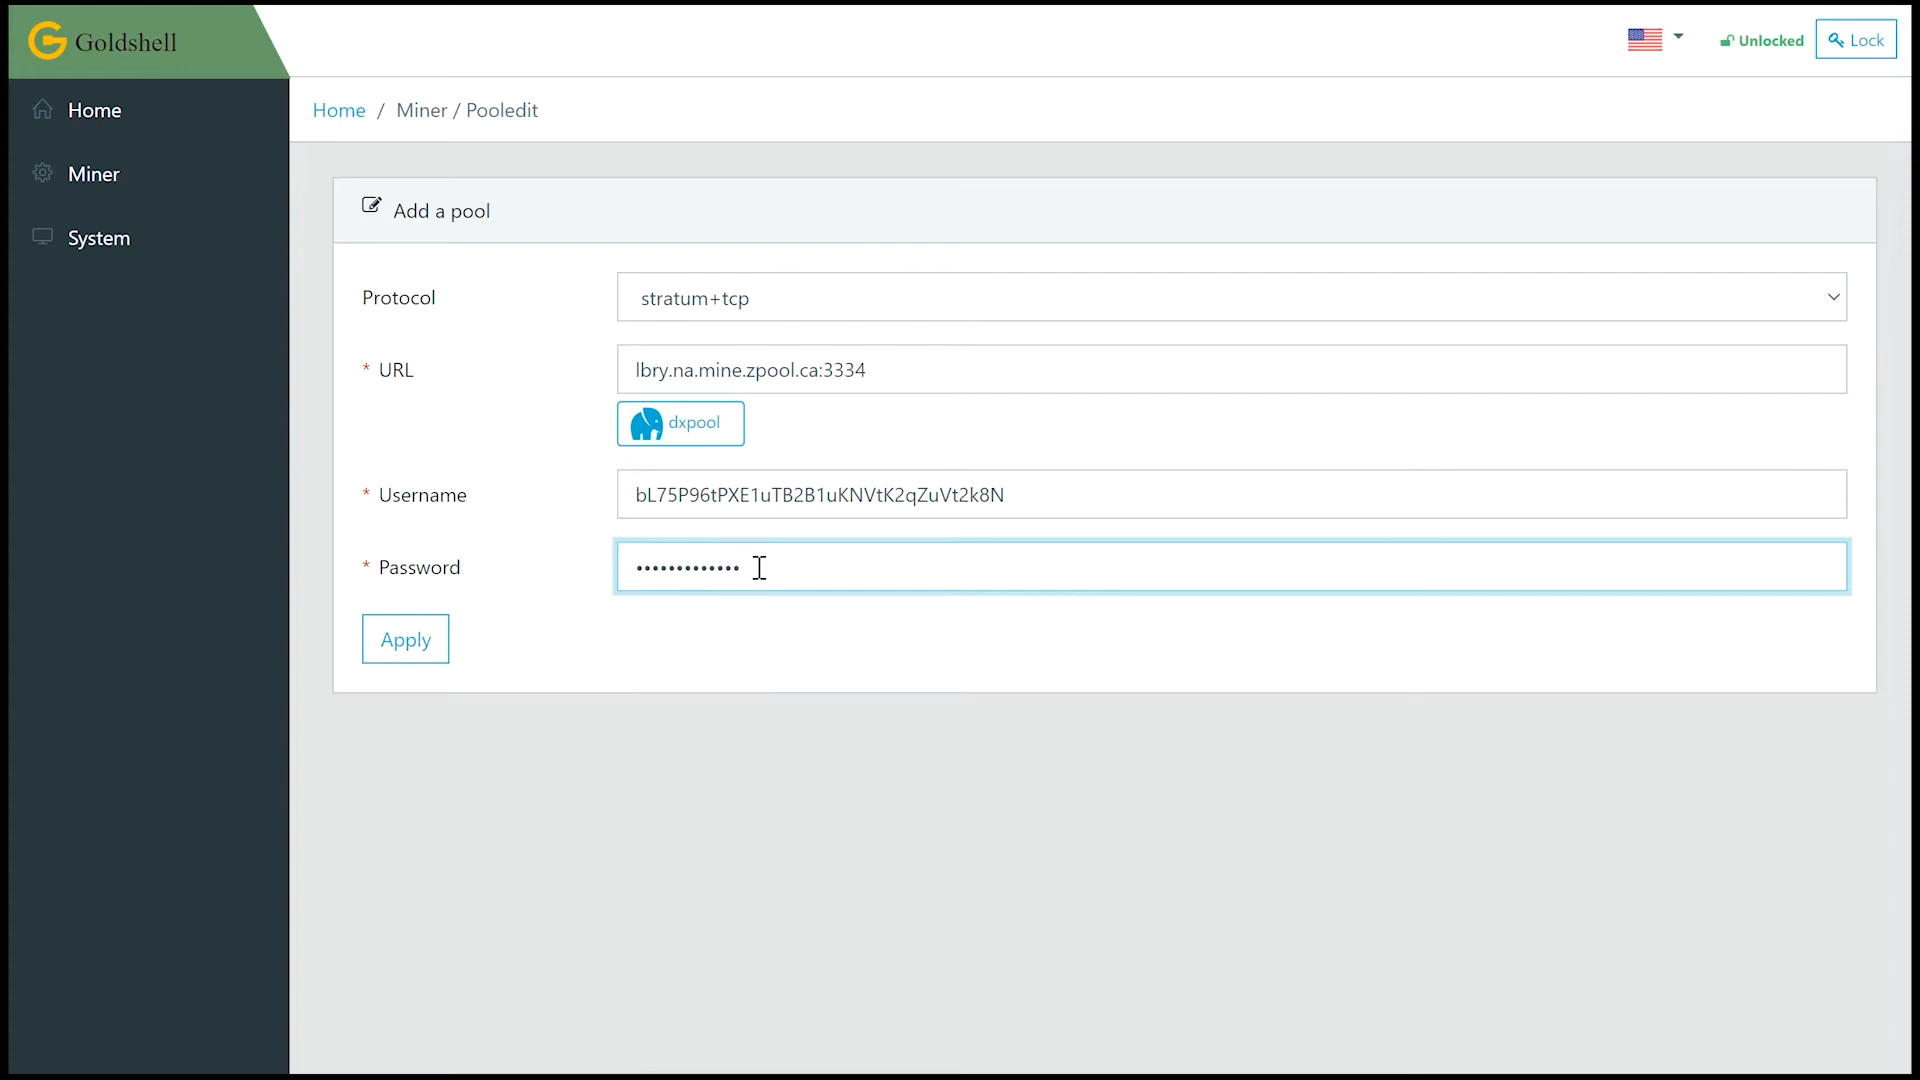 Goldshell
Unlocked
Lock
Home
Miner
System
Home / Miner / Pooledit
Add a pool
Protocol
stratum+tcp
* URL
lbry.na.mine.zpool.ca:3334
dxpool
* Username
bL75P96tPXE1uTB2B1uKNVtK2qZuVt2k8N
* Password
•••••••••••••
Apply